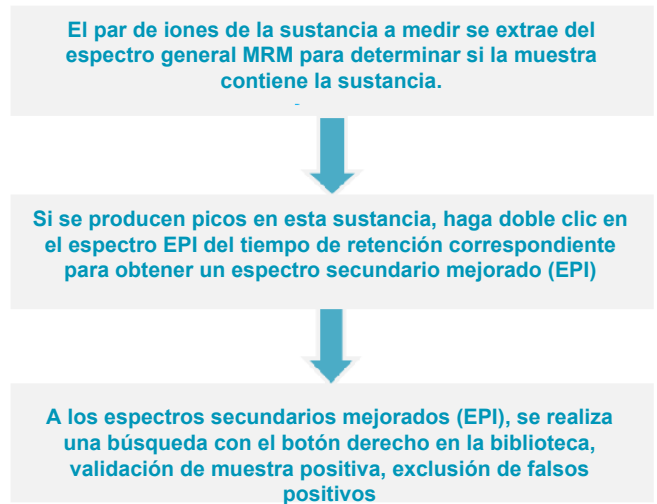 El par de iones de la sustancia a medir se extrae del
espectro general MRM para determinar si la muestra
contiene la sustancia.
Si se producen picos en esta sustancia, haga doble clic en
el espectro EPI del tiempo de retención correspondiente
para obtener un espectro secundario mejorado (EPI)
A los espectros secundarios mejorados (EPI), se realiza
una búsqueda con el botón derecho en la biblioteca,
validación de muestra positiva, exclusión de falsos
positivos